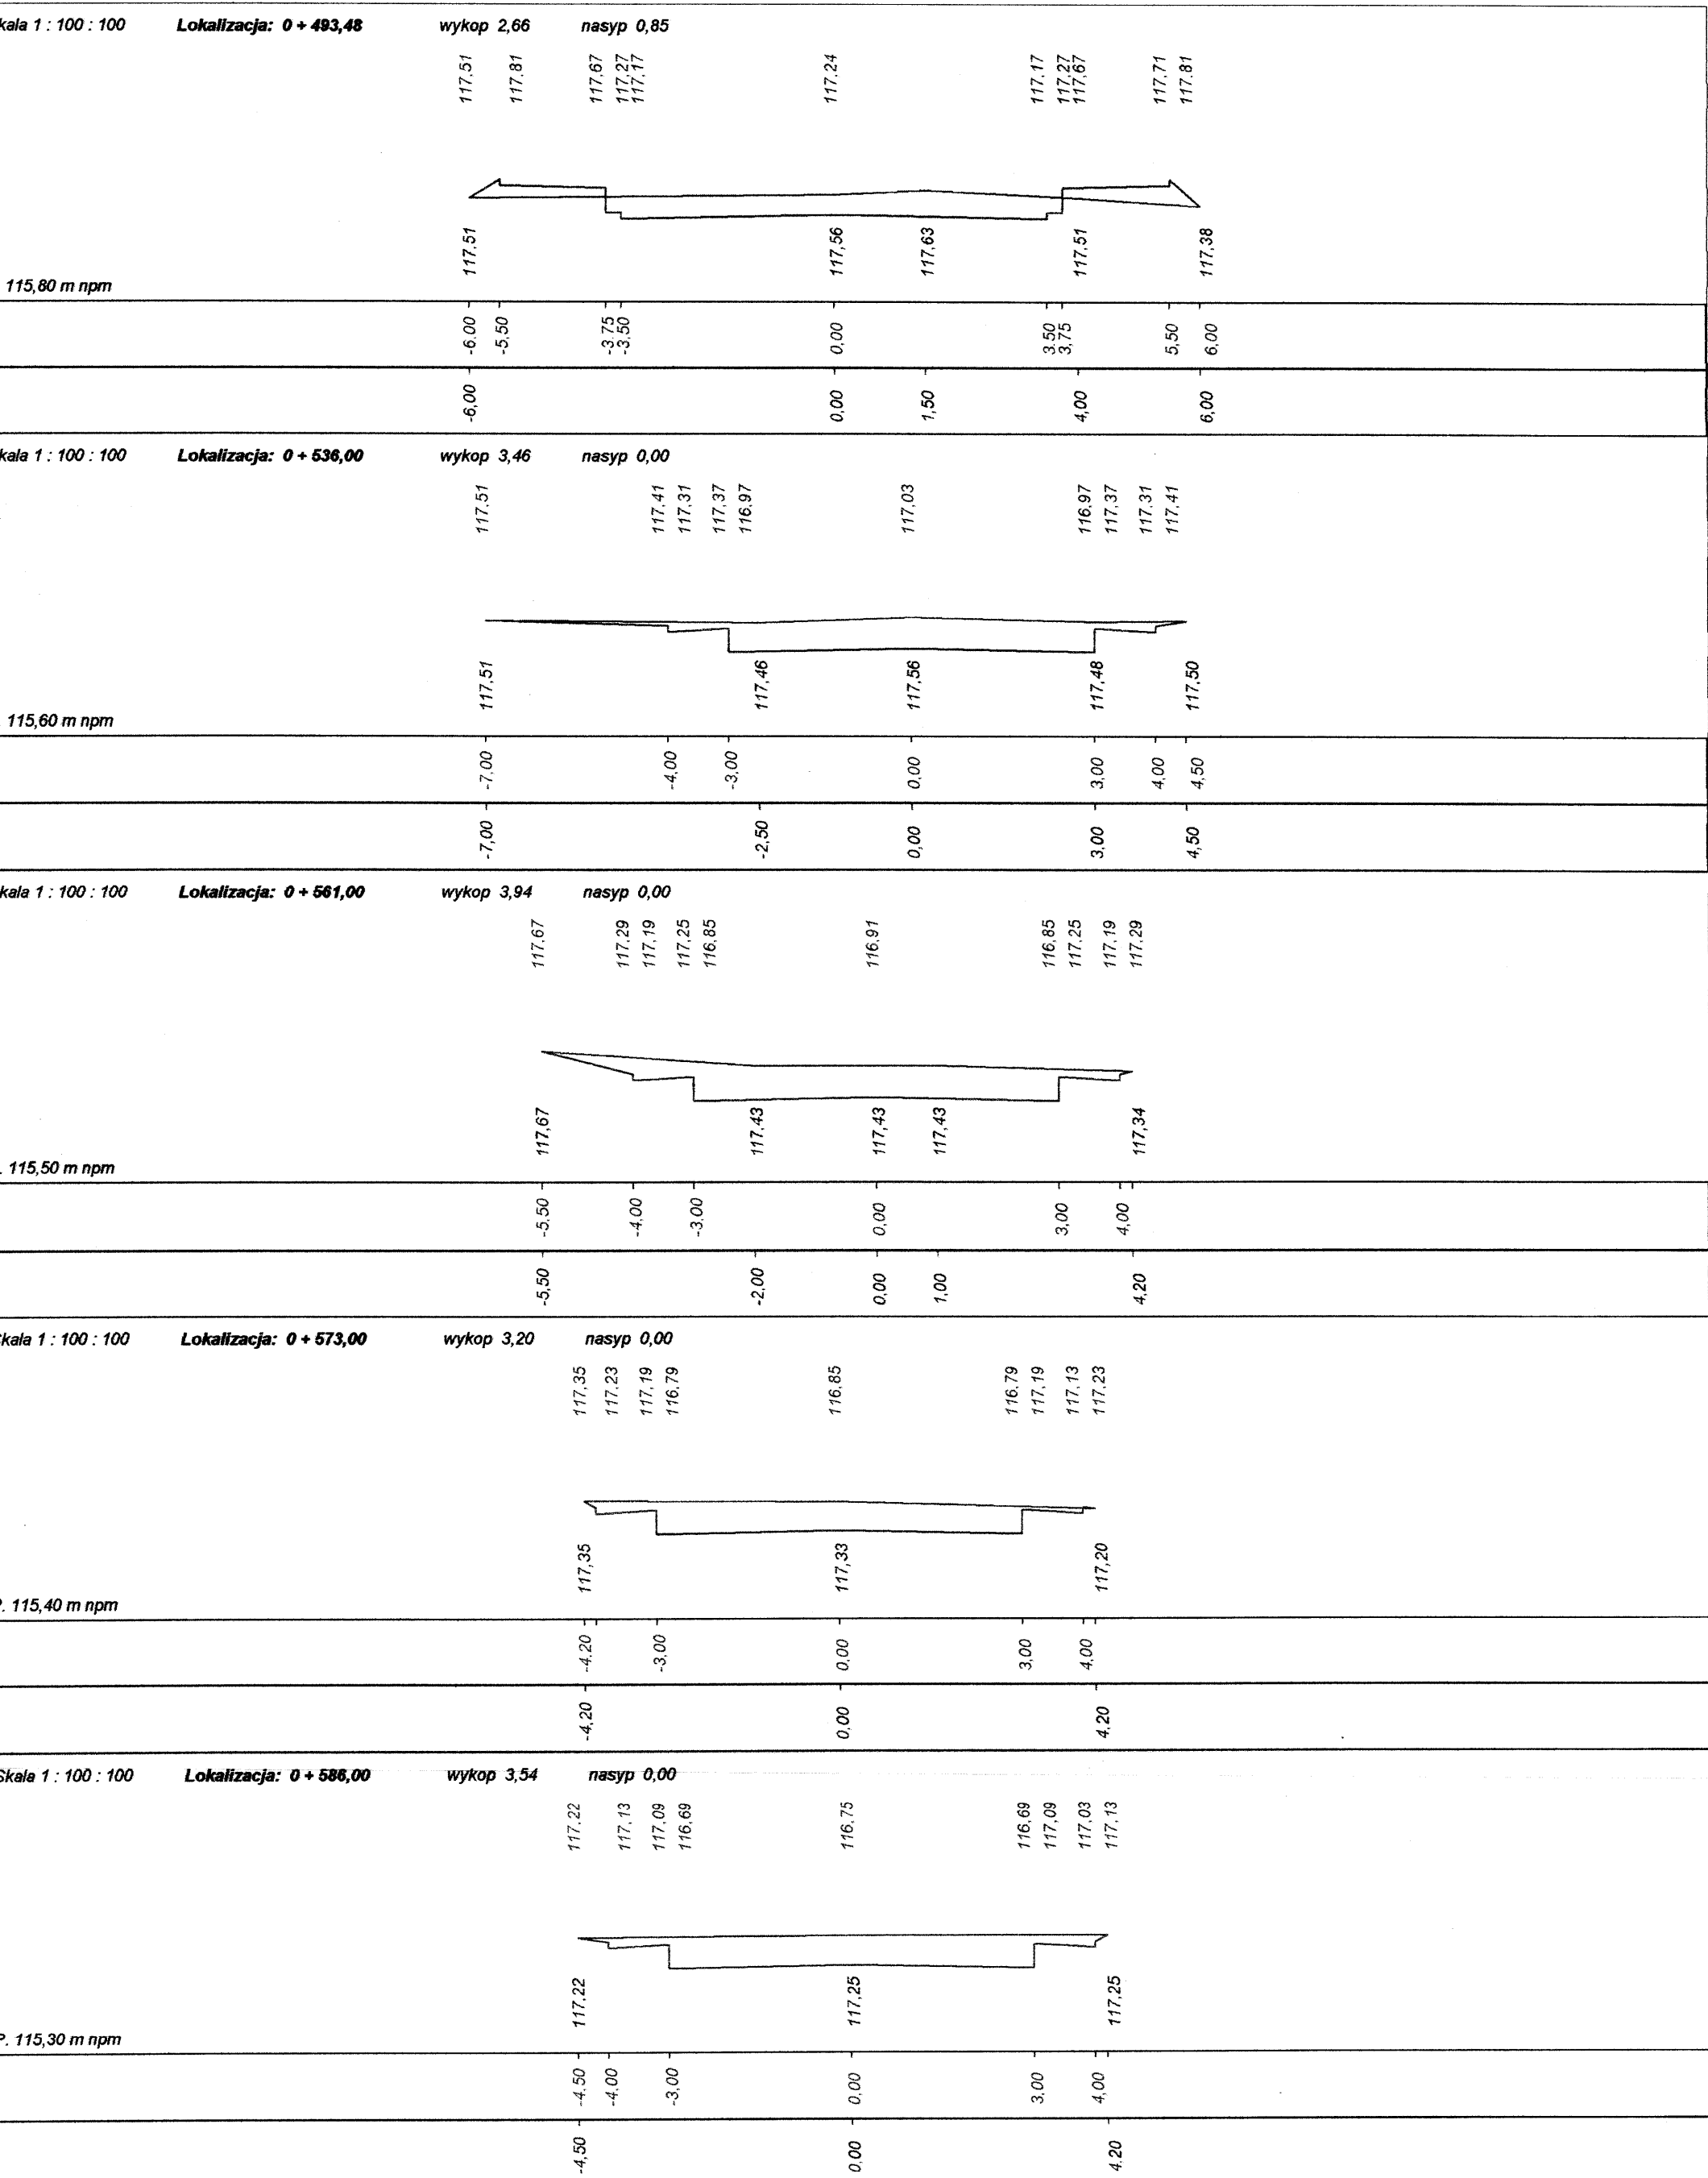 kala 1 : 100 : 100 Lokalizacja: 0 + 493,48 wykop 2,66 nasyp 0,85
117.51 117.81 117.67 117.27 117.17 117.24 117.17 117.27 117.67 117.71 117.81
117.51 117,56 117,63 117.51 117,38
115,80 m npm
-6.00 -5.50 -3.75 -3.50 0,00 3.50 3,75 5,50 6,00
-6,00 0,00 1,50 4,00 6,00
kala 1 : 100 : 100 Lokalizacja: 0 + 536,00 wykop 3,46 nasyp 0,00
117.51 117.41 117.31 117.37 116.97 117.03 116.97 117.37 117.31 117.41
117,51 117,46 117,56 117,48 117,50
. 115,60 m npm
-7.00 -4,00 -3,00 0,00 3,00 4,00 4,50
-7,00 -2,50 0,00 3,00 4,50
kala 1 : 100 : 100 Lokalizacja: 0 + 561,00 wykop 3,94 nasyp 0,00
117.67 117.29 117.19 117.25 116.85 116.91 116.85 117.25 117.19 117.29
117,67 117.43 117,43 117,43 117,34
. 115,50 m npm
-5.50 -4.00 -3.00 0,00 3,00 4,00
-5,50 -2,00 0,00 1,00 4,20
Skala 1 : 100 : 100 Lokalizacja: 0 + 573,00 wykop 3,20 nasyp 0,00
117.35 117.23 117.19 116.79 116.85 116.79 117.19 117.13 117.23
117,35 117,33 117,20
P. 115,40 m npm
-4.20 -3,00 0,00 3,00 4,00
-4,20 0,00 4,20
Skala 1 : 100 : 100 Lokalizacja: 0 + 586,00 wykop 3,54 nasyp 0,00
117.22 117.13 117.09 116.69 116.75 116.69 117,09 117.03 117.13
117.22 117.25 117.25
P. 115,30 m npm
-4.50 -4.00 -3,00 0,00 3,00 4,00
-4,50 0,00 4.20